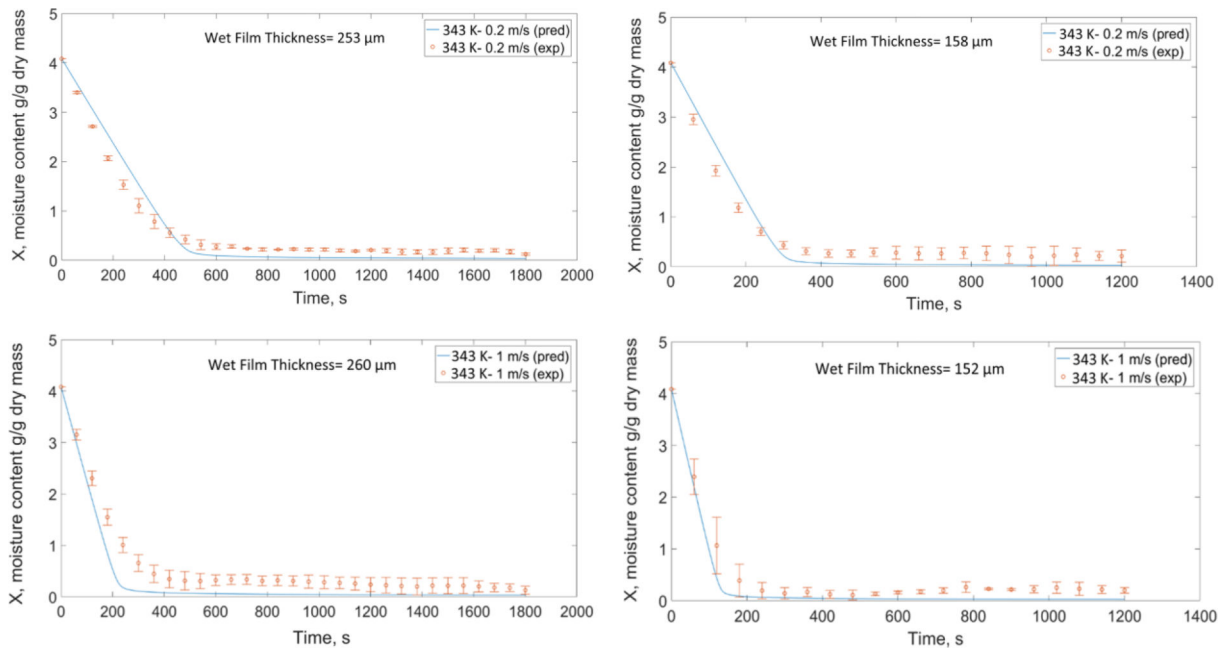 X, moisture content g/g dry mass
5
4
3
2
1
0
Wet Film Thickness= 253 µm
343 K- 0.2 m/s (pred)
343 K- 0.2 m/s (exp)
0 200 400 600 800 1000 1200 1400 1600 1800 2000
Time, s
X, moisture content g/g dry mass
5
4
3
2
1
0
Wet Film Thickness= 158 µm
343 K- 0.2 m/s (pred)
343 K- 0.2 m/s (exp)
0 200 400 600 800 1000 1200 1400
Time, s
X, moisture content g/g dry mass
5
4
3
2
1
0
Wet Film Thickness= 260 µm
343 K- 1 m/s (pred)
343 K- 1 m/s (exp)
0 200 400 600 800 1000 1200 1400 1600 1800 2000
Time, s
X, moisture content g/g dry mass
5
4
3
2
1
0
Wet Film Thickness= 152 µm
343 K- 1 m/s (pred)
343 K- 1 m/s (exp)
0 200 400 600 800 1000 1200 1400
Time, s